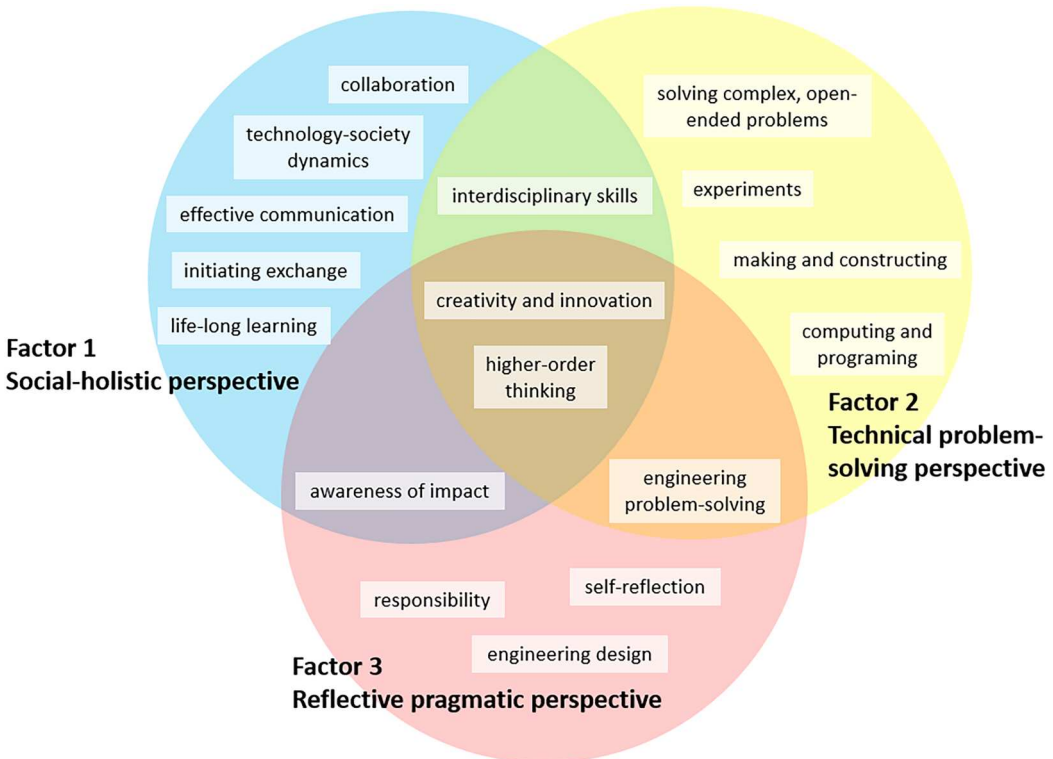 collaboration
solving complex, open-
ended problems
technology-society
dynamics
interdisciplinary skills
experiments
effective communication
making and constructing
initiating exchange
creativity and innovation
life-long learning
computing and
programing
Factor 1
Social-holistic perspective
higher-order
thinking
Factor 2
Technical problem-
solving perspective
awareness of impact
engineering
problem-solving
responsibility
self-reflection
engineering design
Factor 3
Reflective pragmatic perspective